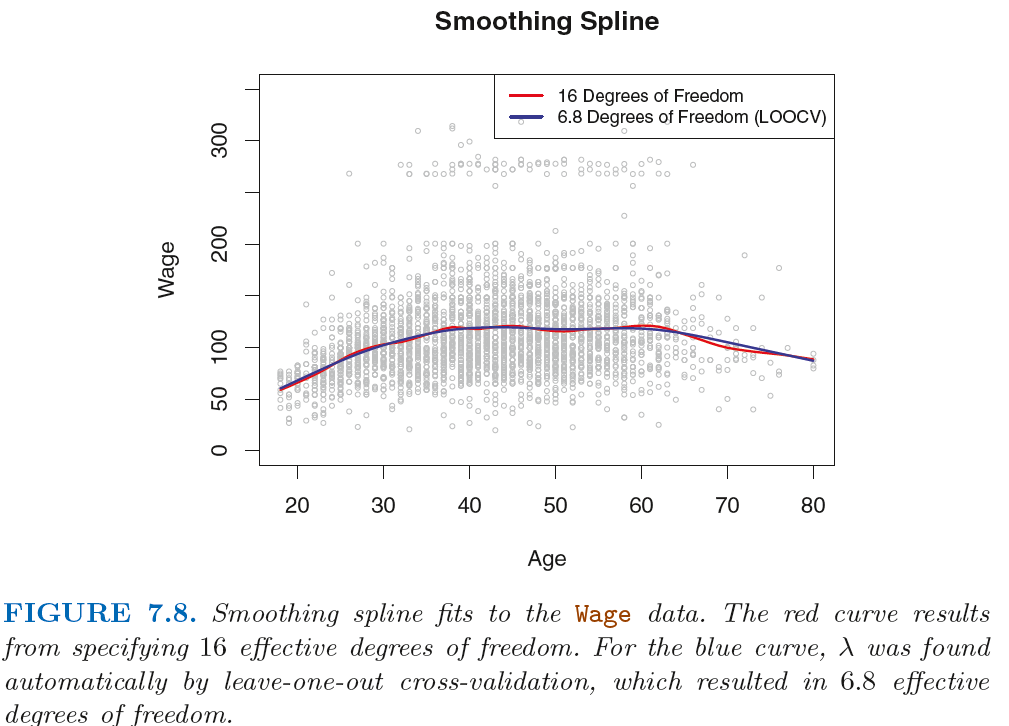 Smoothing Spline
16 Degrees of Freedom
6.8 Degrees of Freedom (LOOCV)
300
200
100
50
0
Wage
20 30 40 50 60 70 80
Age
FIGURE 7.8. Smoothing spline fits to the Wage data. The red curve results
from specifying 16 effective degrees of freedom. For the blue curve, λ was found
automatically by leave-one-out cross-validation, which resulted in 6.8 effective
degrees of freedom.